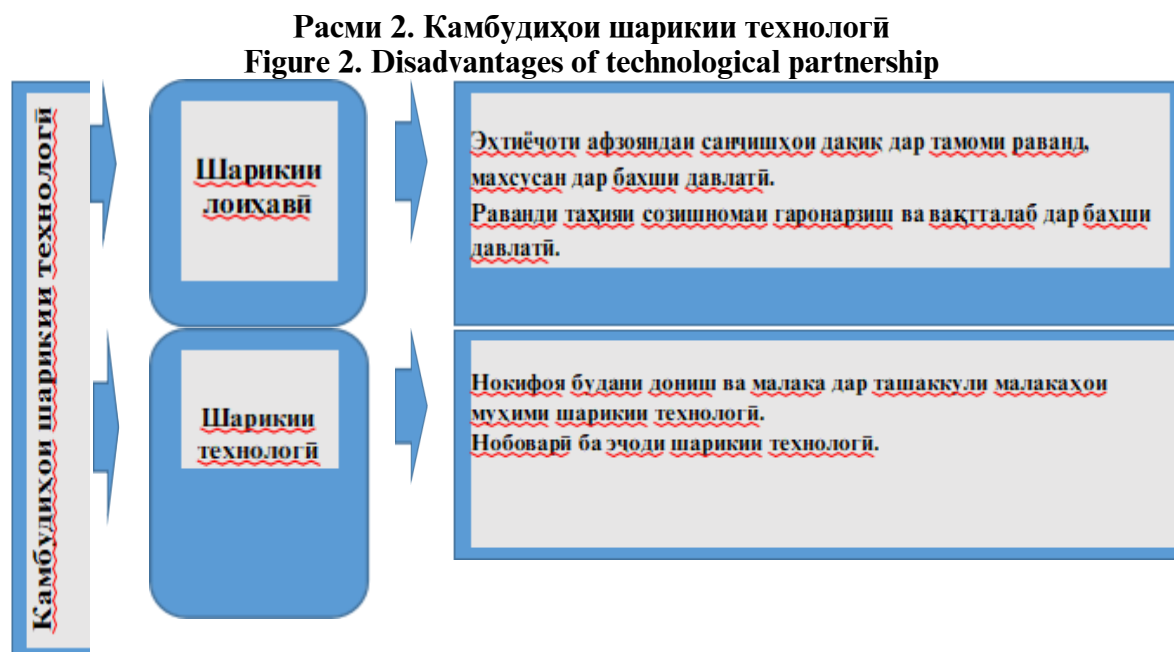 Расми 2. Камбудиҳои шарикии технологӣ
Figure 2. Disadvantages of technological partnership
Камбудиҳои шарикии технологӣ
Шарикии
лоиҳавӣ
Эҳтиёҷоти афзояндаи санҷишҳои дақиқ дар тамоми раванд,
махсусан дар бахши давлатӣ.
Раванди таҳияи созишномаи гаронарзиш ва вақтталаб дар бахши
давлатӣ.
Шарикии
технологӣ
Нокифоя будани дониш ва малака дар ташаккули малакаҳои
муҳими шарикии технологӣ.
Нобоварӣ ба эҷоди шарикии технологӣ.